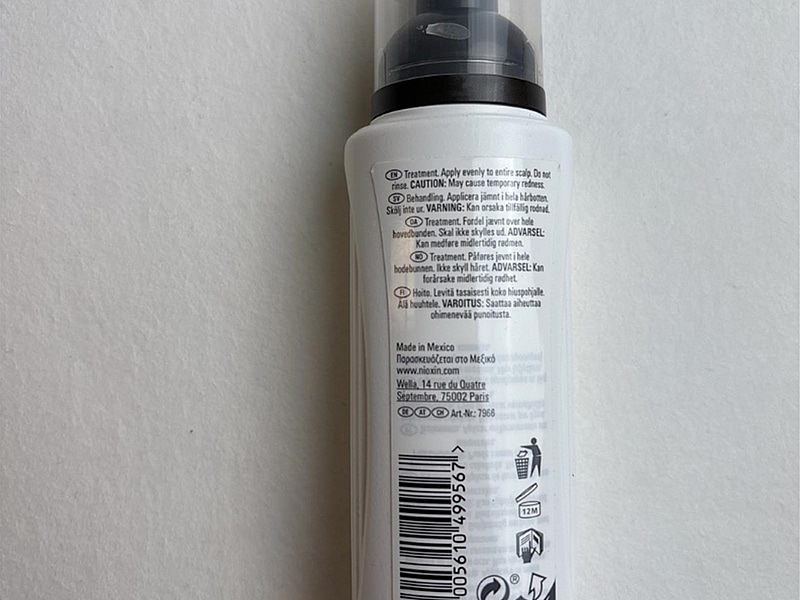 EN Treatment. Apply evenly to entire scalp. Do not
rinse. CAUTION: May cause temporary redness.
SV Behandling. Applicera jämnt i hela hårbotten.
Skölj inte ur. VARNING: Kan orsaka tillfällig rodnad.
DA Treatment. Fordel jævnt over hele
hovedbunden. Skal ikke skylles ud. ADVARSEL:
Kan medføre midlertidig rødmen.
NO Treatment. Påføres jevnt i hele
hodebunnen. Ikke skyll håret. ADVARSEL: Kan
forårsake midlertidig rødhet.
FI Hoito. Levitä tasaisesti koko hiuspohjalle.
Älä huuhtele. VAROITUS: Saattaa aiheuttaa
ohimenevää punoitusta.
Made in Mexico
Παρασκευάζεται στο Μεξικό
www.nioxin.com
Wella, 14 rue du Quatre
Septembre, 75002 Paris
DE AT CH Art.-Nr.: 7966
005610 499567 >
12M
®